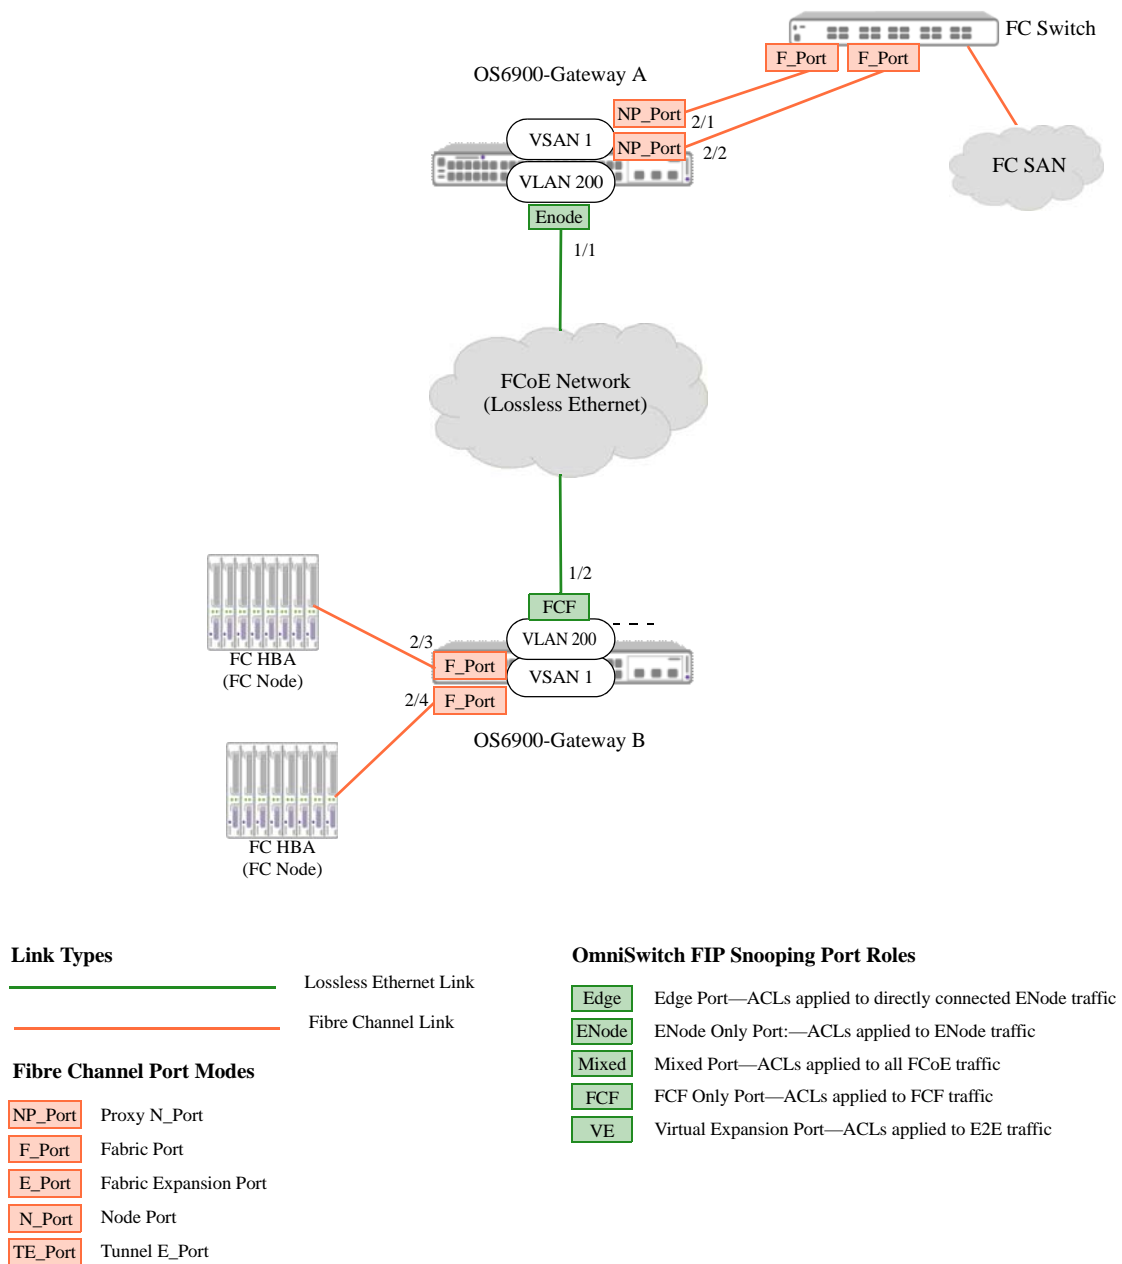 FC Switch
F_Port
F_Port
OS6900-Gateway A
NP_Port
2/1
VSAN 1
NP_Port
2/2
FC SAN
VLAN 200
Enode
1/1
FCoE Network
(Lossless Ethernet)
1/2
FCF
VLAN 200
2/3
FC HBA
(FC Node)
F_Port
VSAN 1
2/4
F_Port
OS6900-Gateway B
FC HBA
(FC Node)
Link Types
Lossless Ethernet Link
Fibre Channel Link
Fibre Channel Port Modes
NP_Port Proxy N_Port
F_Port Fabric Port
E_Port Fabric Expansion Port
N_Port Node Port
TE_Port Tunnel E_Port
OmniSwitch FIP Snooping Port Roles
Edge Edge Port—ACLs applied to directly connected ENode traffic
ENode ENode Only Port:—ACLs applied to ENode traffic
Mixed Mixed Port—ACLs applied to all FCoE traffic
FCF FCF Only Port—ACLs applied to FCF traffic
VE Virtual Expansion Port—ACLs applied to E2E traffic